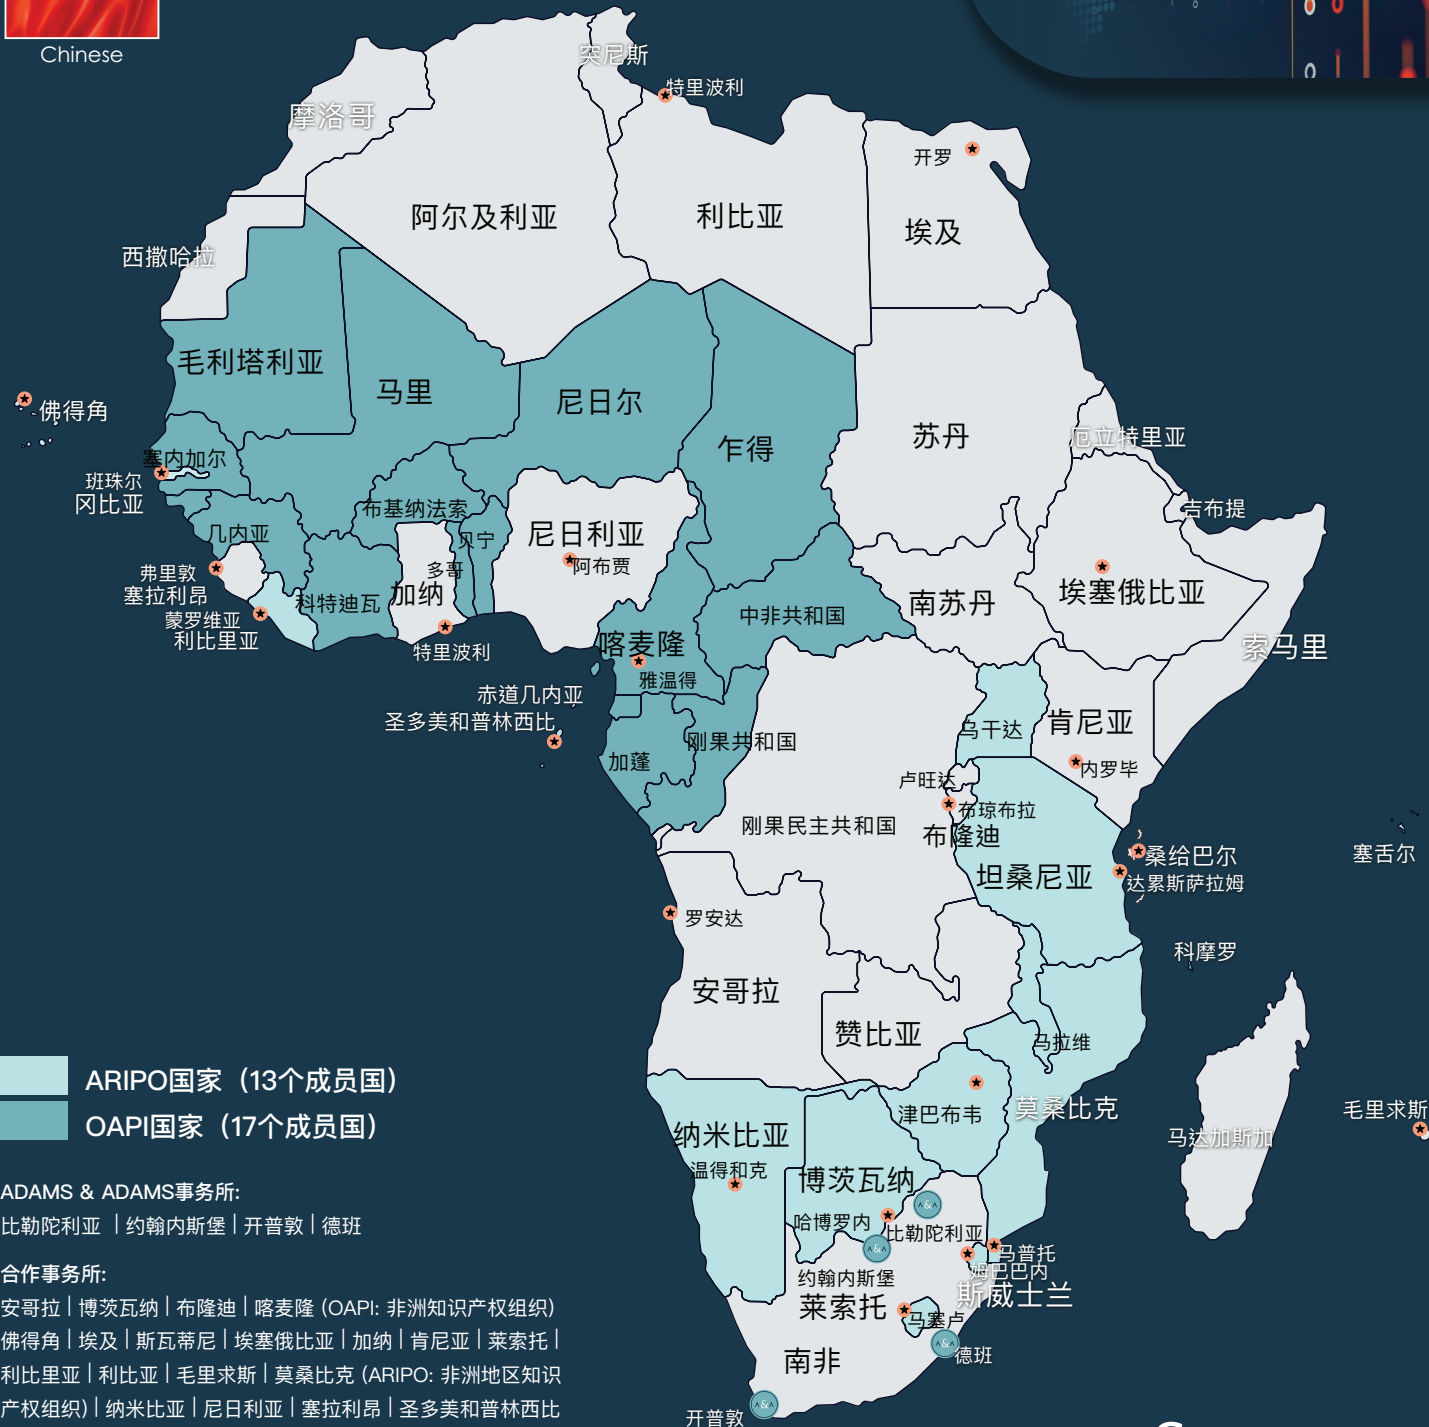 Chinese
突尼斯
特里波利
摩洛哥
开罗
阿尔及利亚
利比亚
埃及
西撒哈拉
毛利塔利亚
马里
尼日尔
乍得
苏丹
佛得角
厄立特里亚
塞内加尔
班珠尔
冈比亚
布基纳法索
吉布提
几内亚
贝宁
尼日利亚
阿布贾
多哥
弗里敦
塞拉利昂
加纳
科特迪瓦
埃塞俄比亚
南苏丹
中非共和国
蒙罗维亚
利比里亚
特里波利
喀麦隆
雅温得
索马里
赤道几内亚
圣多美和普林西比
肯尼亚
乌干达
刚果共和国
加蓬
内罗毕
卢旺达
布琼布拉
刚果民主共和国
布隆迪
桑给巴尔
塞舌尔
坦桑尼亚
达累斯萨拉姆
罗安达
科摩罗
安哥拉
赞比亚
马拉维
ARIPO国家（13个成员国）
OAPI国家（17个成员国）
津巴布韦
莫桑比克
毛里求斯
纳米比亚
马达加斯加
温得和克
博茨瓦纳
哈博罗内
比勒陀利亚
马普托
姆巴巴内
约翰内斯堡
斯威士兰
莱索托
马塞卢
德班
南非
开普敦
ADAMS & ADAMS事务所:
比勒陀利亚 | 约翰内斯堡 | 开普敦 | 德班
合作事务所:
安哥拉 | 博茨瓦纳 | 布隆迪 | 喀麦隆 (OAPI: 非洲知识产权组织)
佛得角 | 埃及 | 斯瓦蒂尼 | 埃塞俄比亚 | 加纳 | 肯尼亚 | 莱索托 |
利比里亚 | 利比亚 | 毛里求斯 | 莫桑比克 (ARIPO: 非洲地区知识
产权组织) | 纳米比亚 | 尼日利亚 | 塞拉利昂 | 圣多美和普林西比